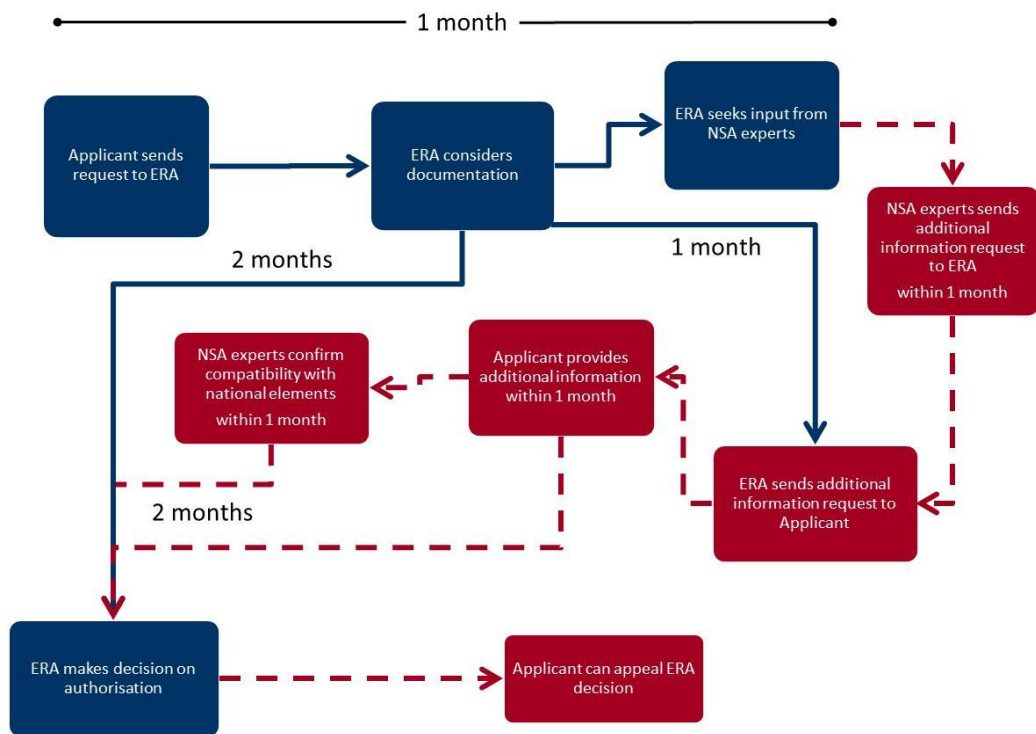 1 month
Applicant sends
request to ERA
ERA considers
documentation
ERA seeks input from
NSA experts
NSA experts sends
additional
information request
to ERA
within 1 month
2 months
1 month
NSA experts confirm
compatibility with
national elements
within 1 month
Applicant provides
additional information
within 1 month
ERA sends additional
information request to
Applicant
2 months
ERA makes decision on
authorisation
Applicant can appeal ERA
decision